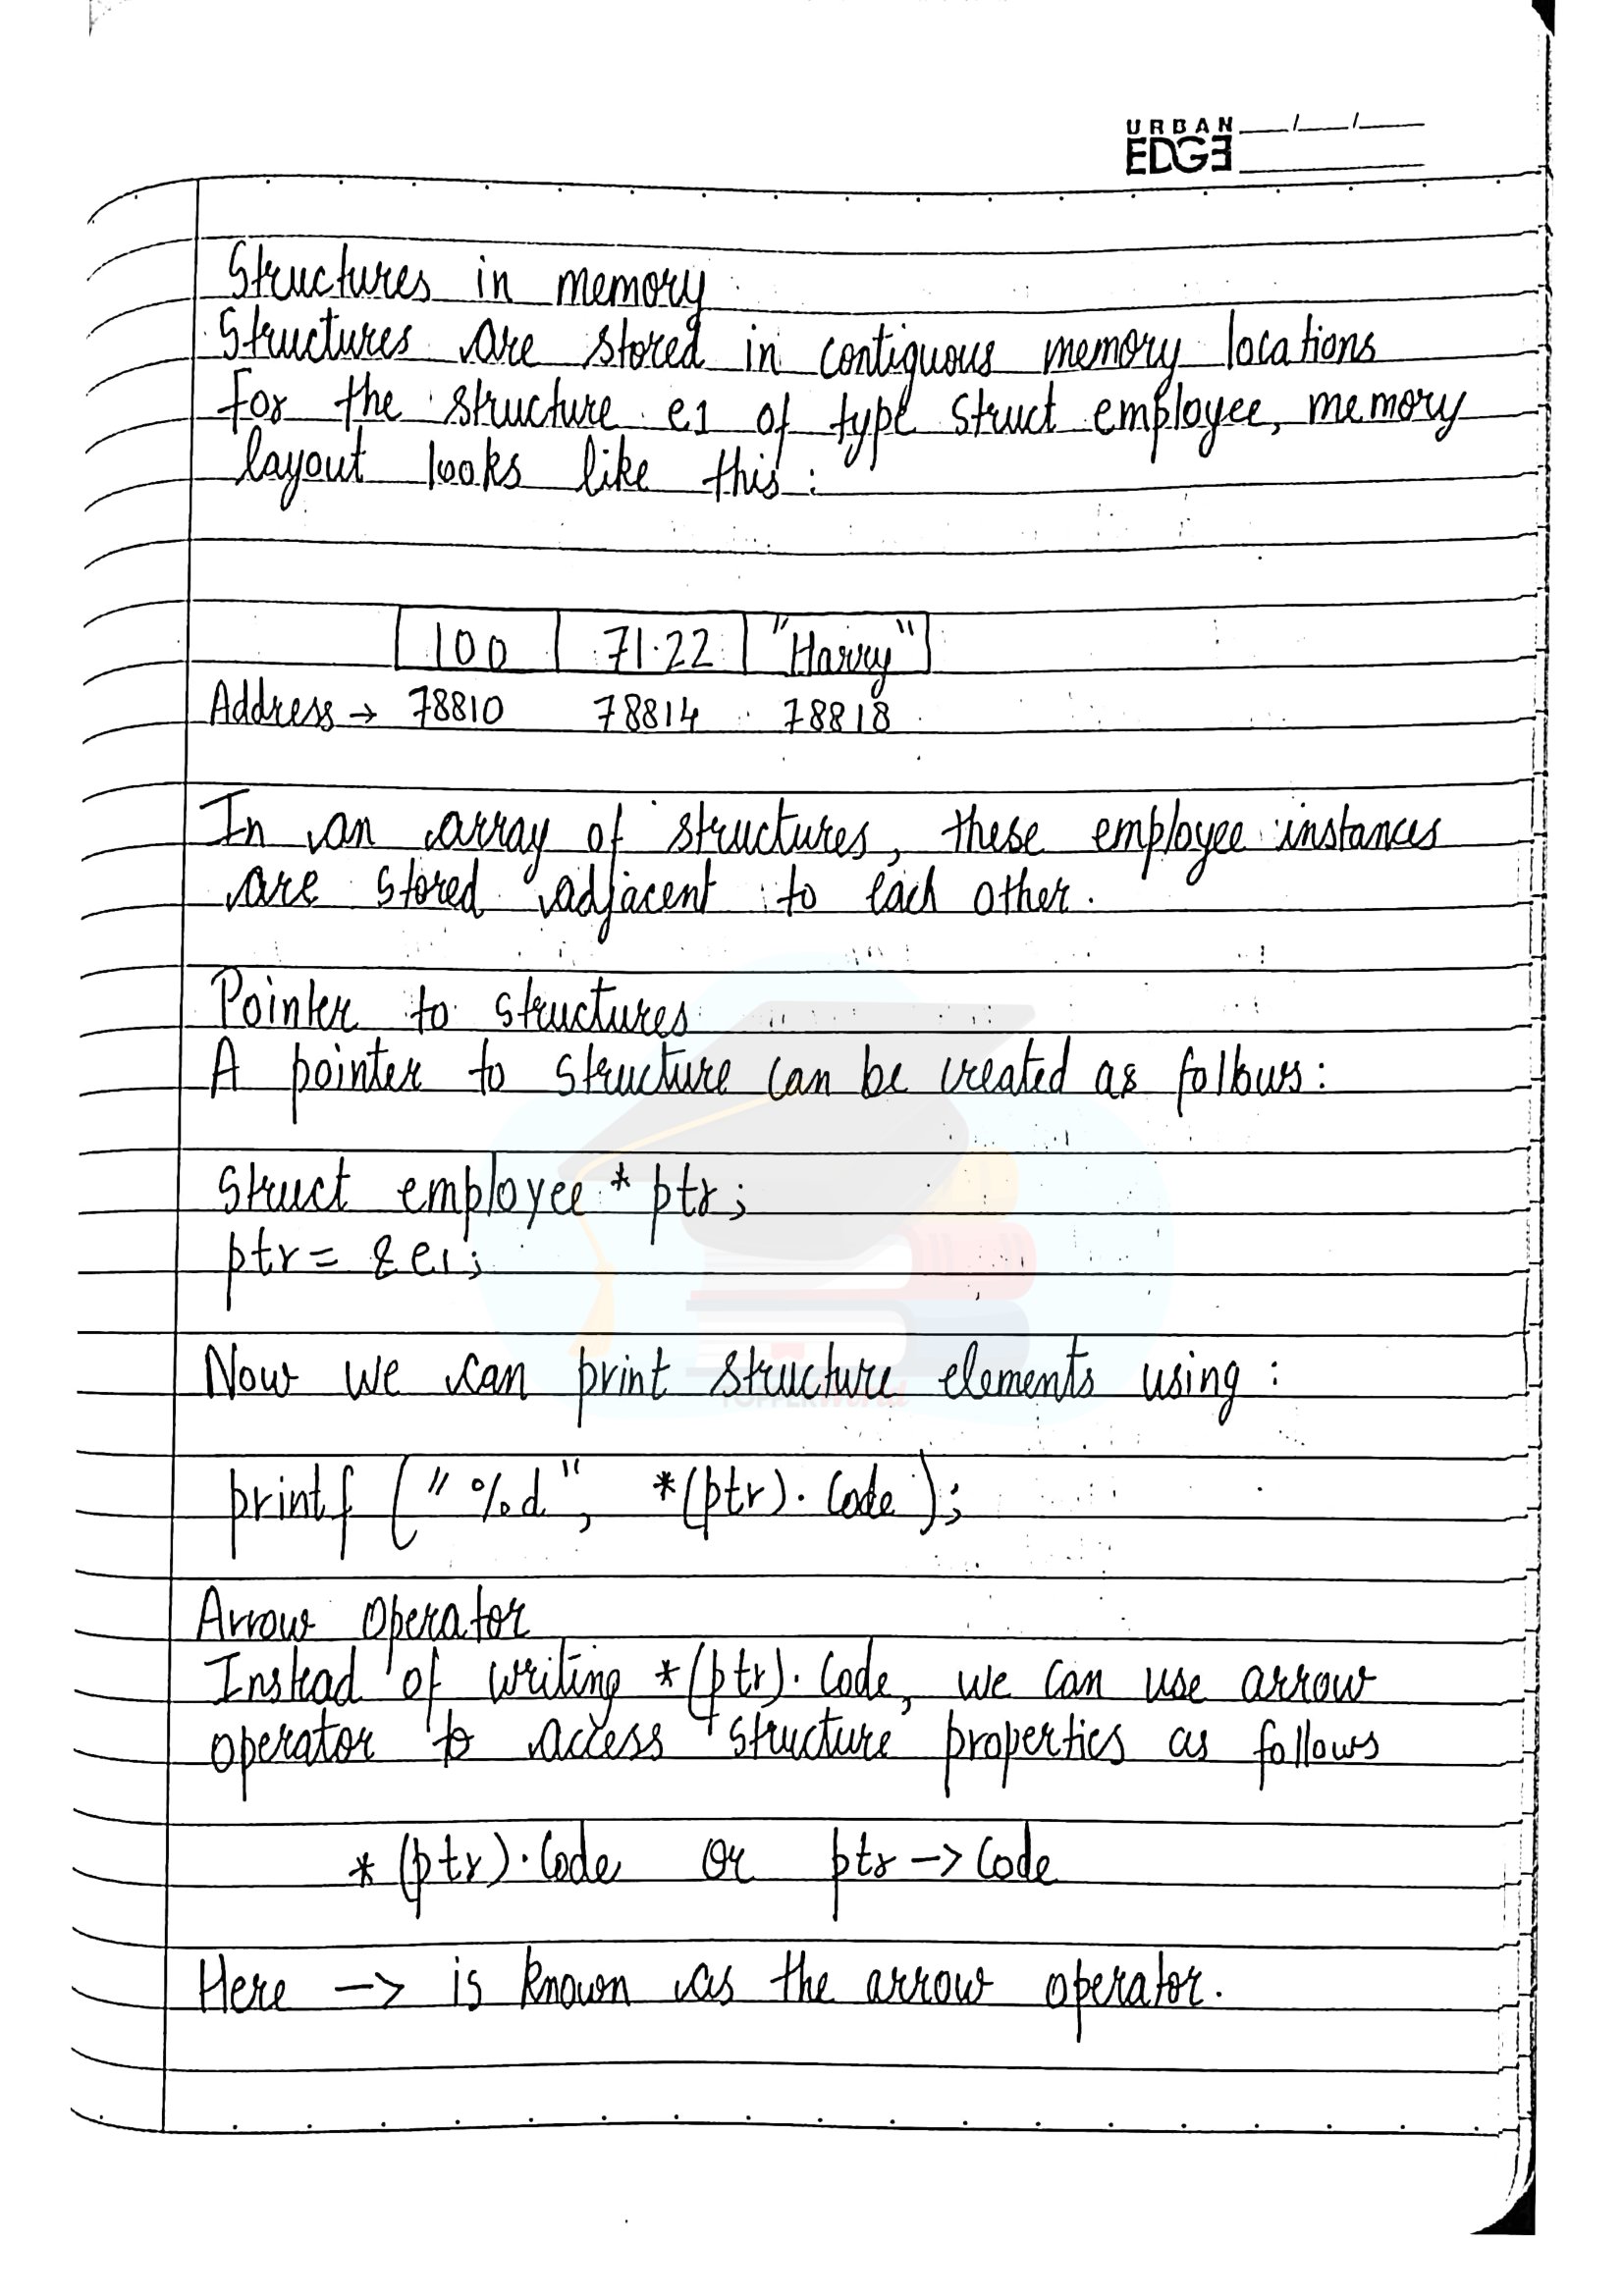 URBAN
EDGE
Structures in memory
Structures are stored in contiguous memory locations
For the structure e1 of type struct employee, memory
layout looks like this:
100 71.22 "Harry"
Address → 78810 78814 78818
In an array of structures, these employee instances
are stored adjacent to each other.
Pointer to structures
A pointer to structure can be created as follows:
Struct employee * ptr;
ptr = &e1;
Now we can print structure elements using:
TOPPERWorld
printf ("%d", *(ptr).Code);
Arrow Operator
Instead of writing *(ptr).Code, we can use arrow
operator to access structure properties as follows
*(ptr).Code or ptr -> Code
Here -> is known as the arrow operator.